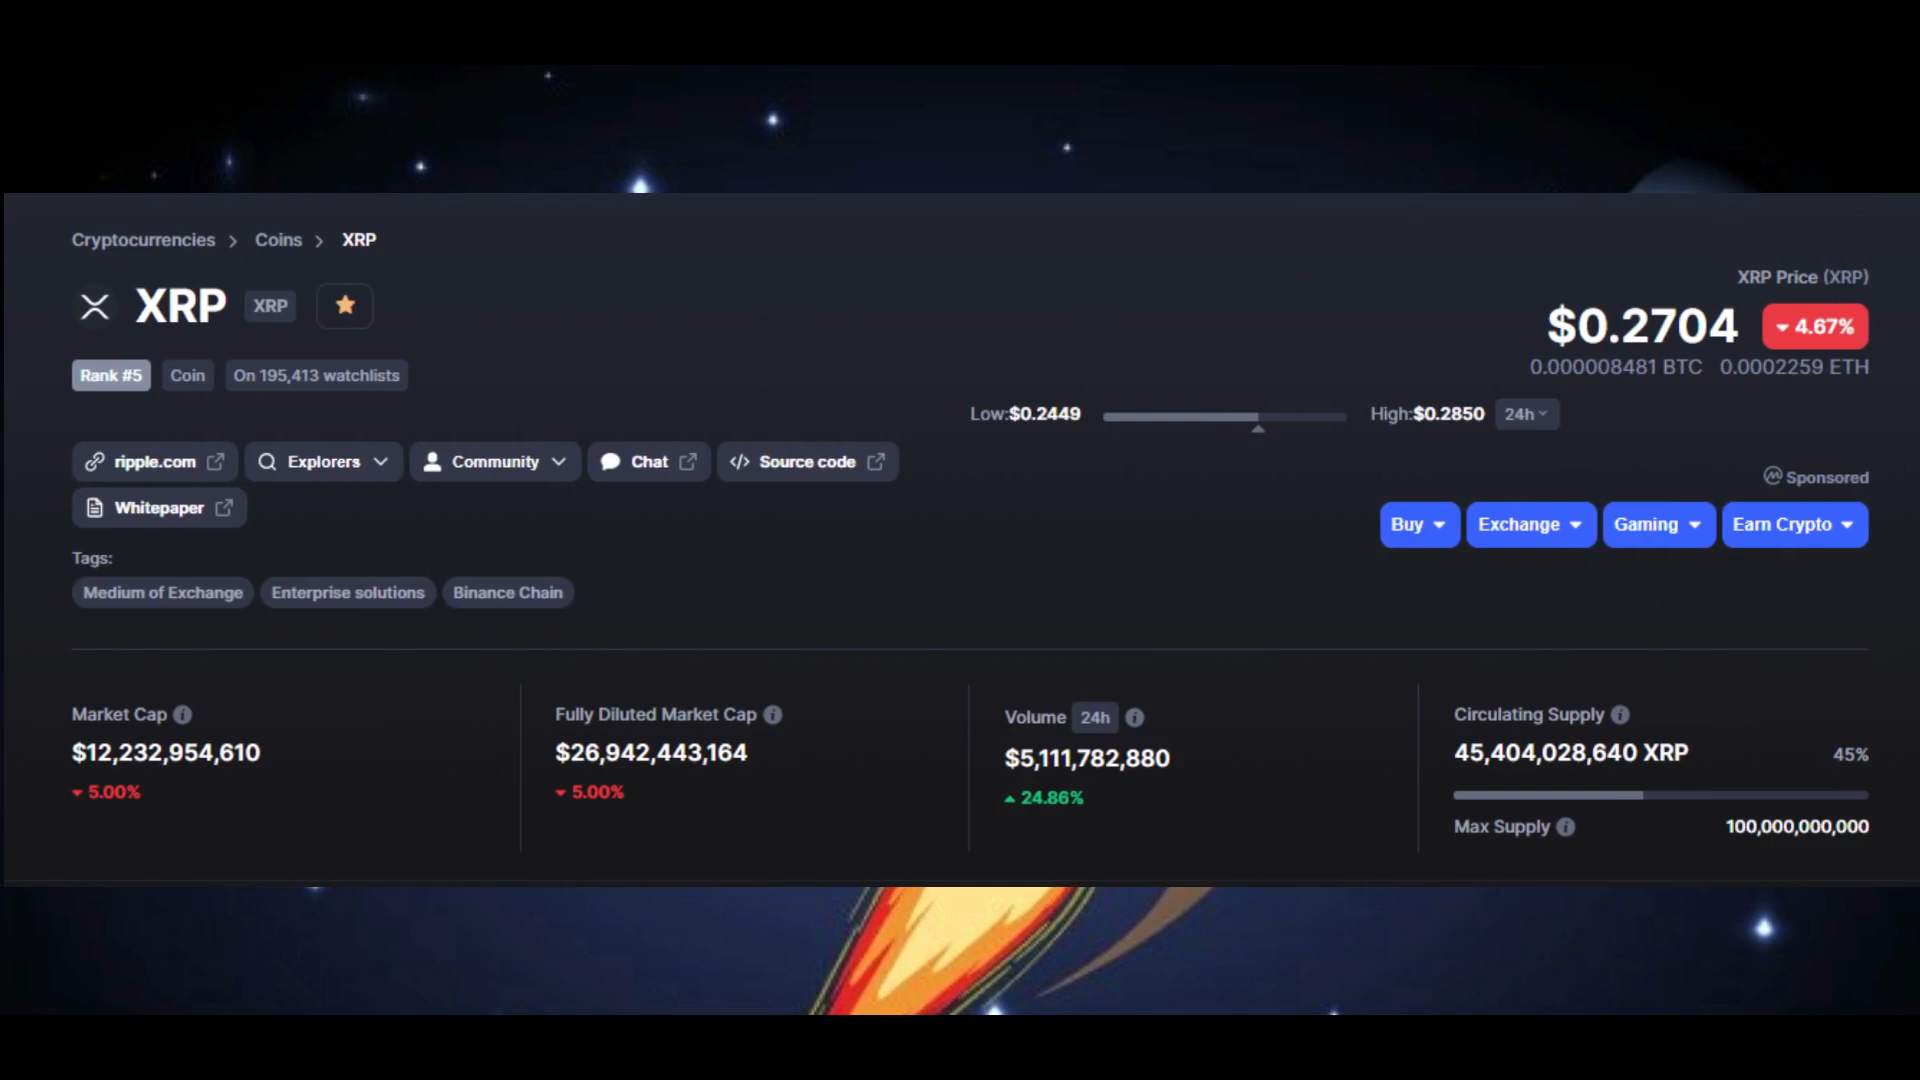 Cryptocurrencies > Coins > XRP
XRP XRP
Rank #5 Coin On 195,413 watchlists
XRP Price (XRP)
$0.2704 4.67%
0.000008481 BTC 0.0002259 ETH
Low:$0.2449 High:$0.2850 24h
ripple.com Explorers Community Chat Source code
Whitepaper
Sponsored
Buy Exchange Gaming Earn Crypto
Tags:
Medium of Exchange Enterprise solutions Binance Chain
Market Cap
$12,232,954,610
5.00%
Fully Diluted Market Cap
$26,942,443,164
5.00%
Volume 24h
$5,111,782,880
24.86%
Circulating Supply
45,404,028,640 XRP 45%
Max Supply 100,000,000,000